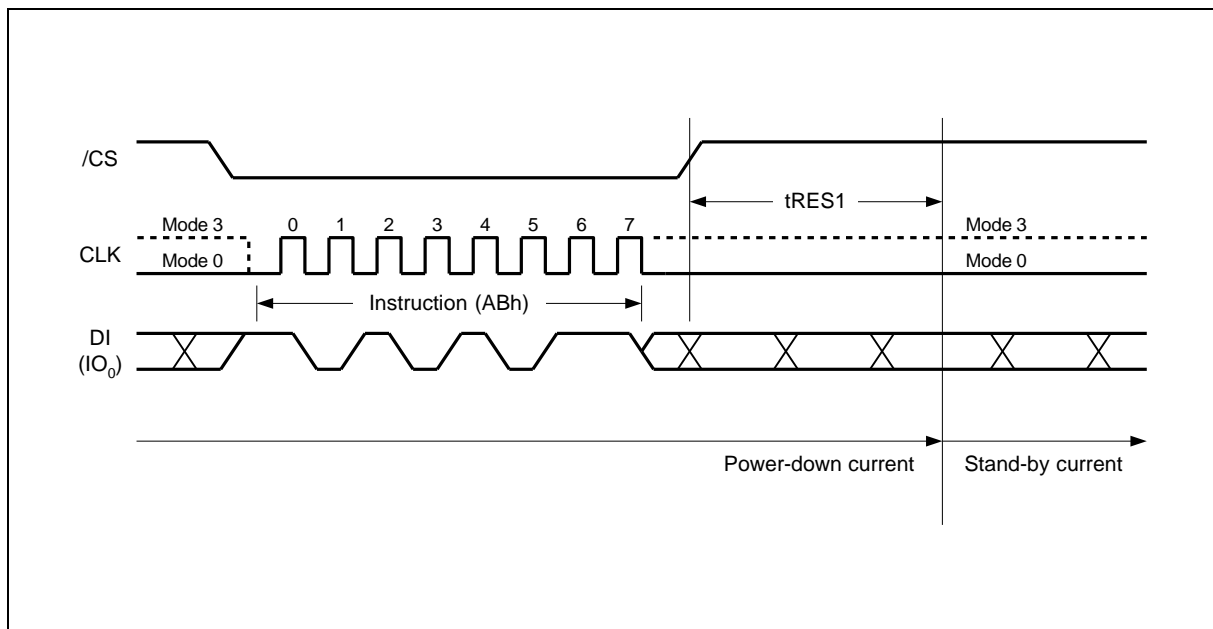 /CS
tRES1
Mode 3 0 1 2 3 4 5 6 7 Mode 3
CLK
Mode 0 Mode 0
Instruction (ABh)
DI
(IO0)
Power-down current Stand-by current